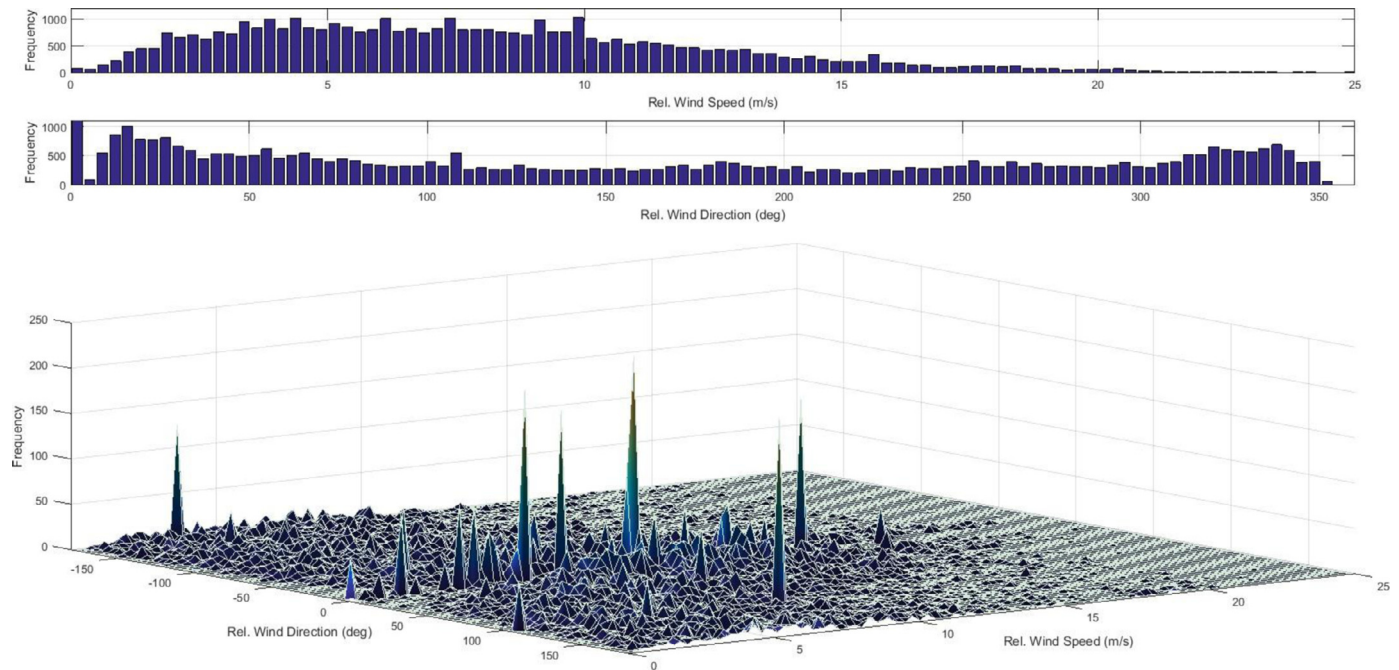 Frequency
1000
500
0
0 5 10 15 20 25
Rel. Wind Speed (m/s)
Frequency
1000
500
0
0 50 100 150 200 250 300 350
Rel. Wind Direction (deg)
Frequency
250
200
150
100
50
0
-150 -100 -50 0 50 100 150
Rel. Wind Direction (deg)
0 5 10 15 20 25
Rel. Wind Speed (m/s)